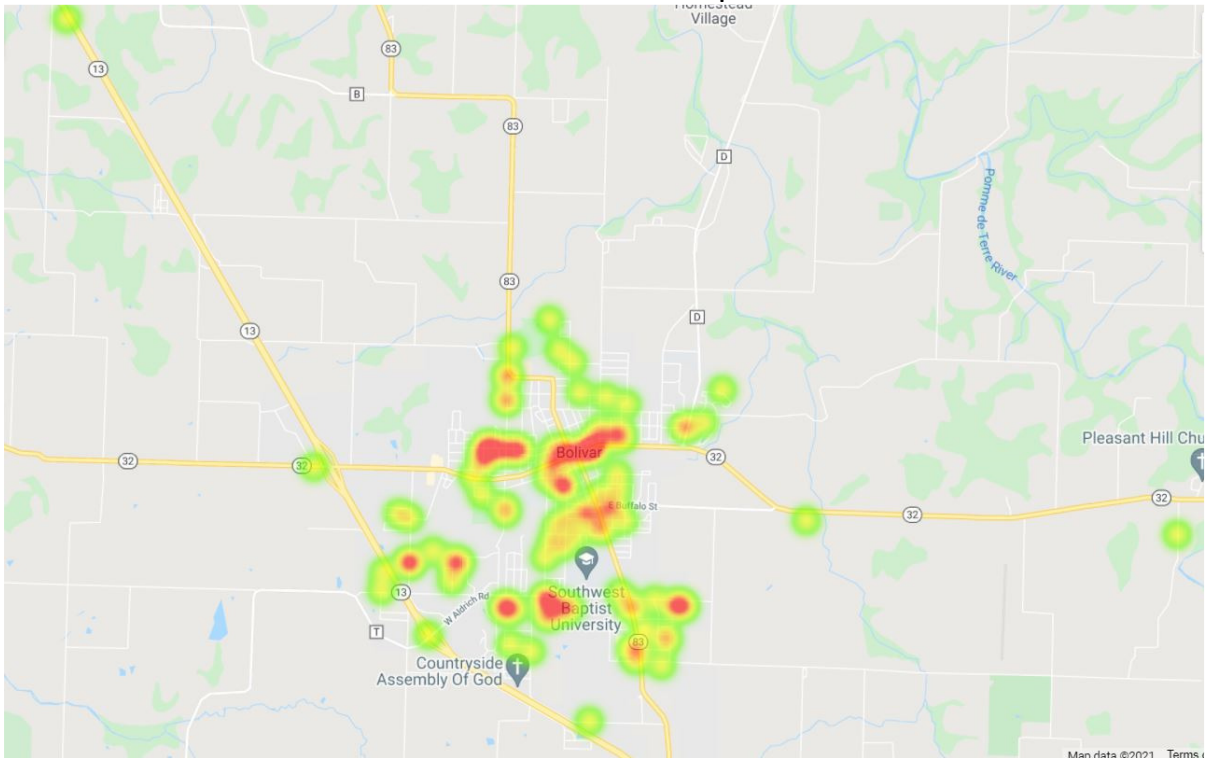 Homestead
Village
83
13
B
83
D
Pomme de Terre River
83
D
13
Pleasant Hill Chu
Bolivar
32
32
32
32
32
E Buffalo St
13
Southwest
Baptist
University
W Aldrich Rd
T
83
Countryside
Assembly Of God
Map data ©2021 Terms